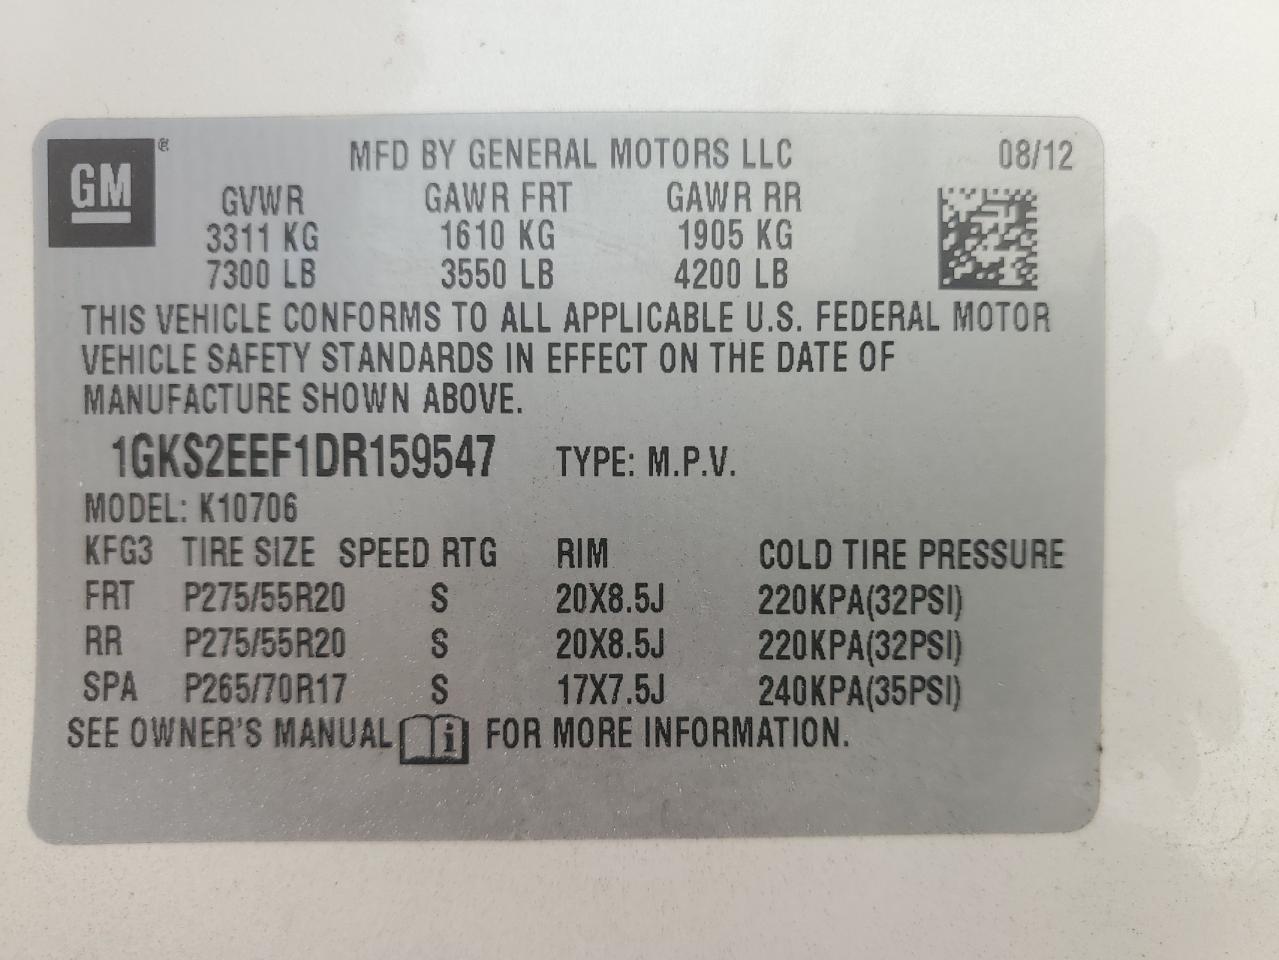 GM ®
MFD BY GENERAL MOTORS LLC 08/12
GVWR GAWR FRT GAWR RR
3311 KG 1610 KG 1905 KG
7300 LB 3550 LB 4200 LB
THIS VEHICLE CONFORMS TO ALL APPLICABLE U.S. FEDERAL MOTOR
VEHICLE SAFETY STANDARDS IN EFFECT ON THE DATE OF
MANUFACTURE SHOWN ABOVE.
1GKS2EEF1DR159547 TYPE: M.P.V.
MODEL: K10706
KFG3 TIRE SIZE SPEED RTG RIM COLD TIRE PRESSURE
FRT P275/55R20 S 20X8.5J 220KPA(32PSI)
RR P275/55R20 S 20X8.5J 220KPA(32PSI)
SPA P265/70R17 S 17X7.5J 240KPA(35PSI)
SEE OWNER'S MANUAL i FOR MORE INFORMATION.